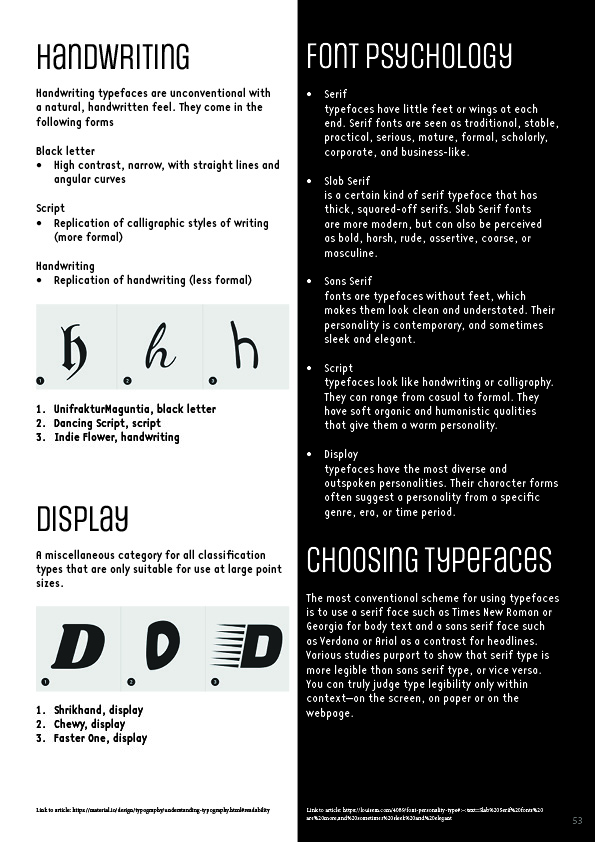 Handwriting
Handwriting typefaces are unconventional with
a natural, handwritten feel. They come in the
following forms
Black letter
• High contrast, narrow, with straight lines and
angular curves
Script
• Replication of calligraphic styles of writing
(more formal)
Handwriting
• Replication of handwriting (less formal)
h h h
1 2 3
1. UnifrakturMaguntia, black letter
2. Dancing Script, script
3. Indie Flower, handwriting
Display
A miscellaneous category for all classification
types that are only suitable for use at large point
sizes.
D D D
1 2 3
1. Shrikhand, display
2. Chewy, display
3. Faster One, display
Link to article: https://material.io/design/typography/understanding-typography.html#readability
Font Psychology
• Serif
typefaces have little feet or wings at each
end. Serif fonts are seen as traditional, stable,
practical, serious, mature, formal, scholarly,
corporate, and business-like.
• Slab Serif
is a certain kind of serif typeface that has
thick, squared-off serifs. Slab Serif fonts
are more modern, but can also be perceived
as bold, harsh, rude, assertive, coarse, or
masculine.
• Sans Serif
fonts are typefaces without feet, which
makes them look clean and understated. Their
personality is contemporary, and sometimes
sleek and elegant.
• Script
typefaces look like handwriting or calligraphy.
They can range from casual to formal. They
have soft organic and humanistic qualities
that give them a warm personality.
• Display
typefaces have the most diverse and
outspoken personalities. Their character forms
often suggest a personality from a specific
genre, era, or time period.
Choosing Typefaces
The most conventional scheme for using typefaces
is to use a serif face such as Times New Roman or
Georgia for body text and a sans serif face such
as Verdana or Arial as a contrast for headlines.
Various studies purport to show that serif type is
more legible than sans serif type, or vice versa.
You can truly judge type legibility only within
context—on the screen, on paper or on the
webpage.
Link to article: https://louisem.com/4089/font-personality-type#:~:text=Slab%20Serif%20fonts%20
are%20more,and%20sometimes%20sleek%20and%20elegant
53